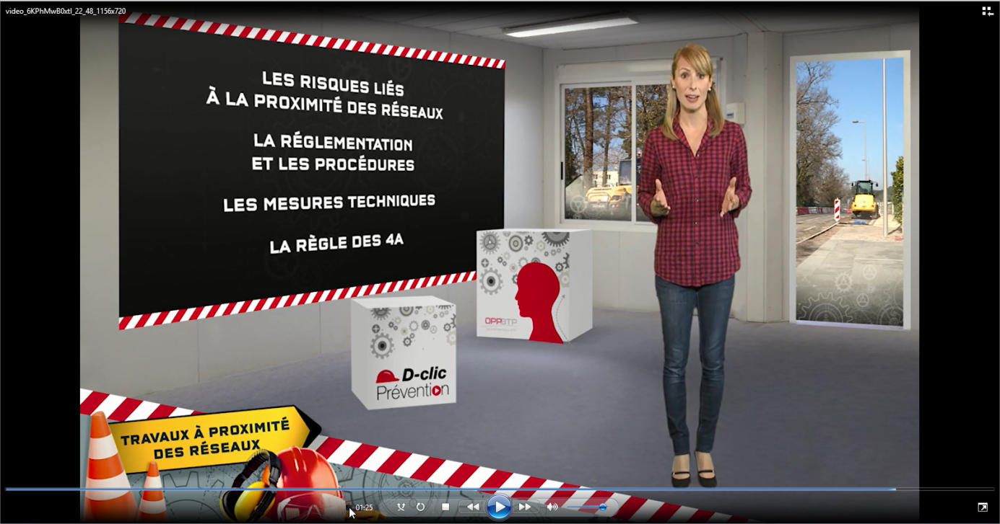 video_6KPhMwB0xtI_22_48_1156x720
LES RISQUES LIÉS
À LA PROXIMITÉ DES RÉSEAUX
LA RÉGLEMENTATION
ET LES PROCÉDURES
LES MESURES TECHNIQUES
LA RÈGLE DES 4A
OPPBTP
D-clic
Prévention
TRAVAUX À PROXIMITÉ
DES RÉSEAUX
01:25